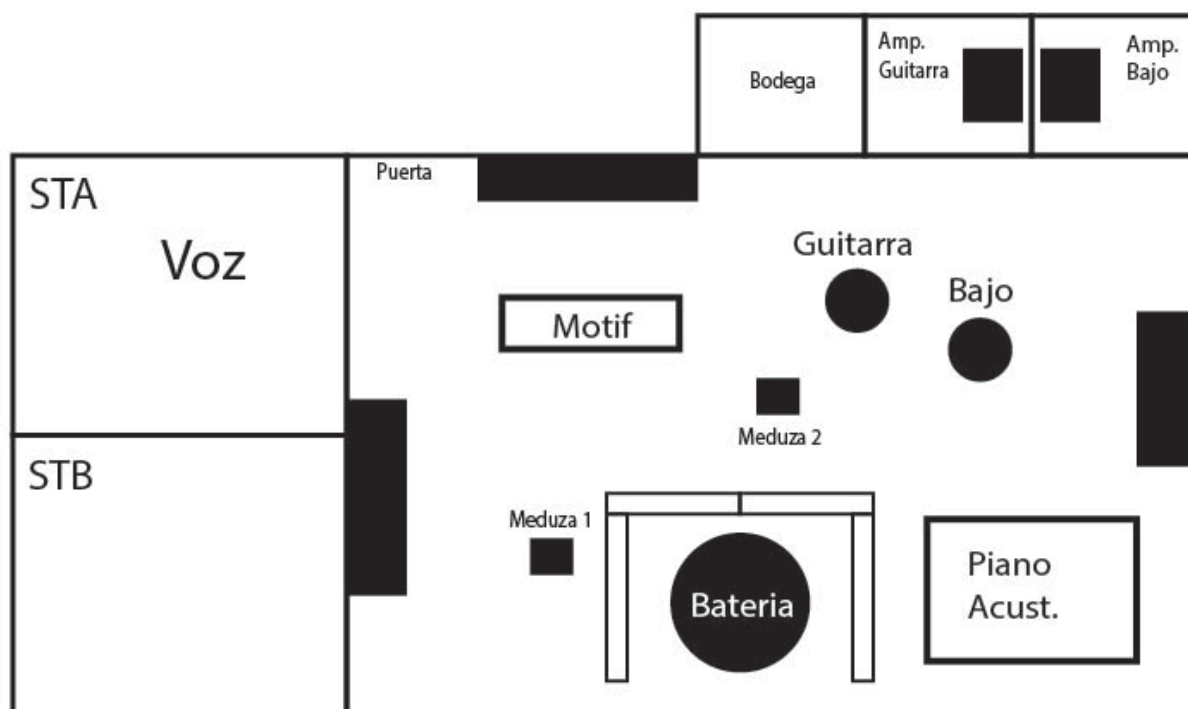 Amp.
Guitarra
Amp.
Bajo
Bodega
Puerta
STA
Voz
Guitarra
Bajo
Motif
Meduza 2
STB
Meduza 1
Bateria
Piano
Acust.